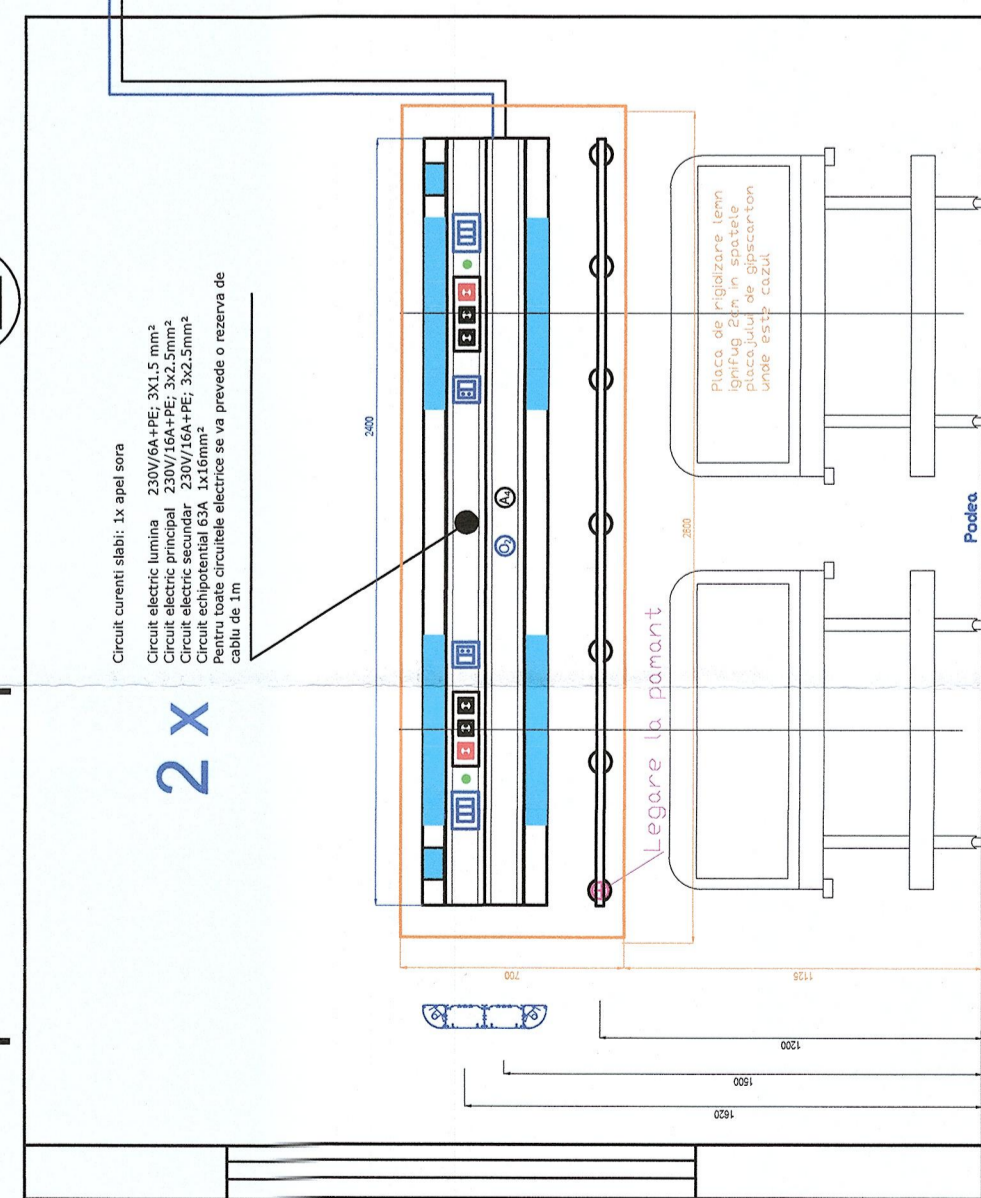 Circuit curenti slabi: 1x apel sora
Circuit electric lumina 230V/6A+PE; 3X1.5 mm²
Circuit electric principal 230V/16A+PE; 3x2.5mm²
Circuit electric secundar 230V/16A+PE; 3x2.5mm²
Circuit echipotential 63A 1x16mm²
Pentru toate circuitele electrice se va prevede o rezerva de
cablu de 1m
2 x
2400
A₄
O₂
Legare la pamant
2800
Placa de rigidizare lemn
ignifug 2cm in spatele
placajului de gipscarton
unde este cazul
Podea
700
1125
1200
1500
1620